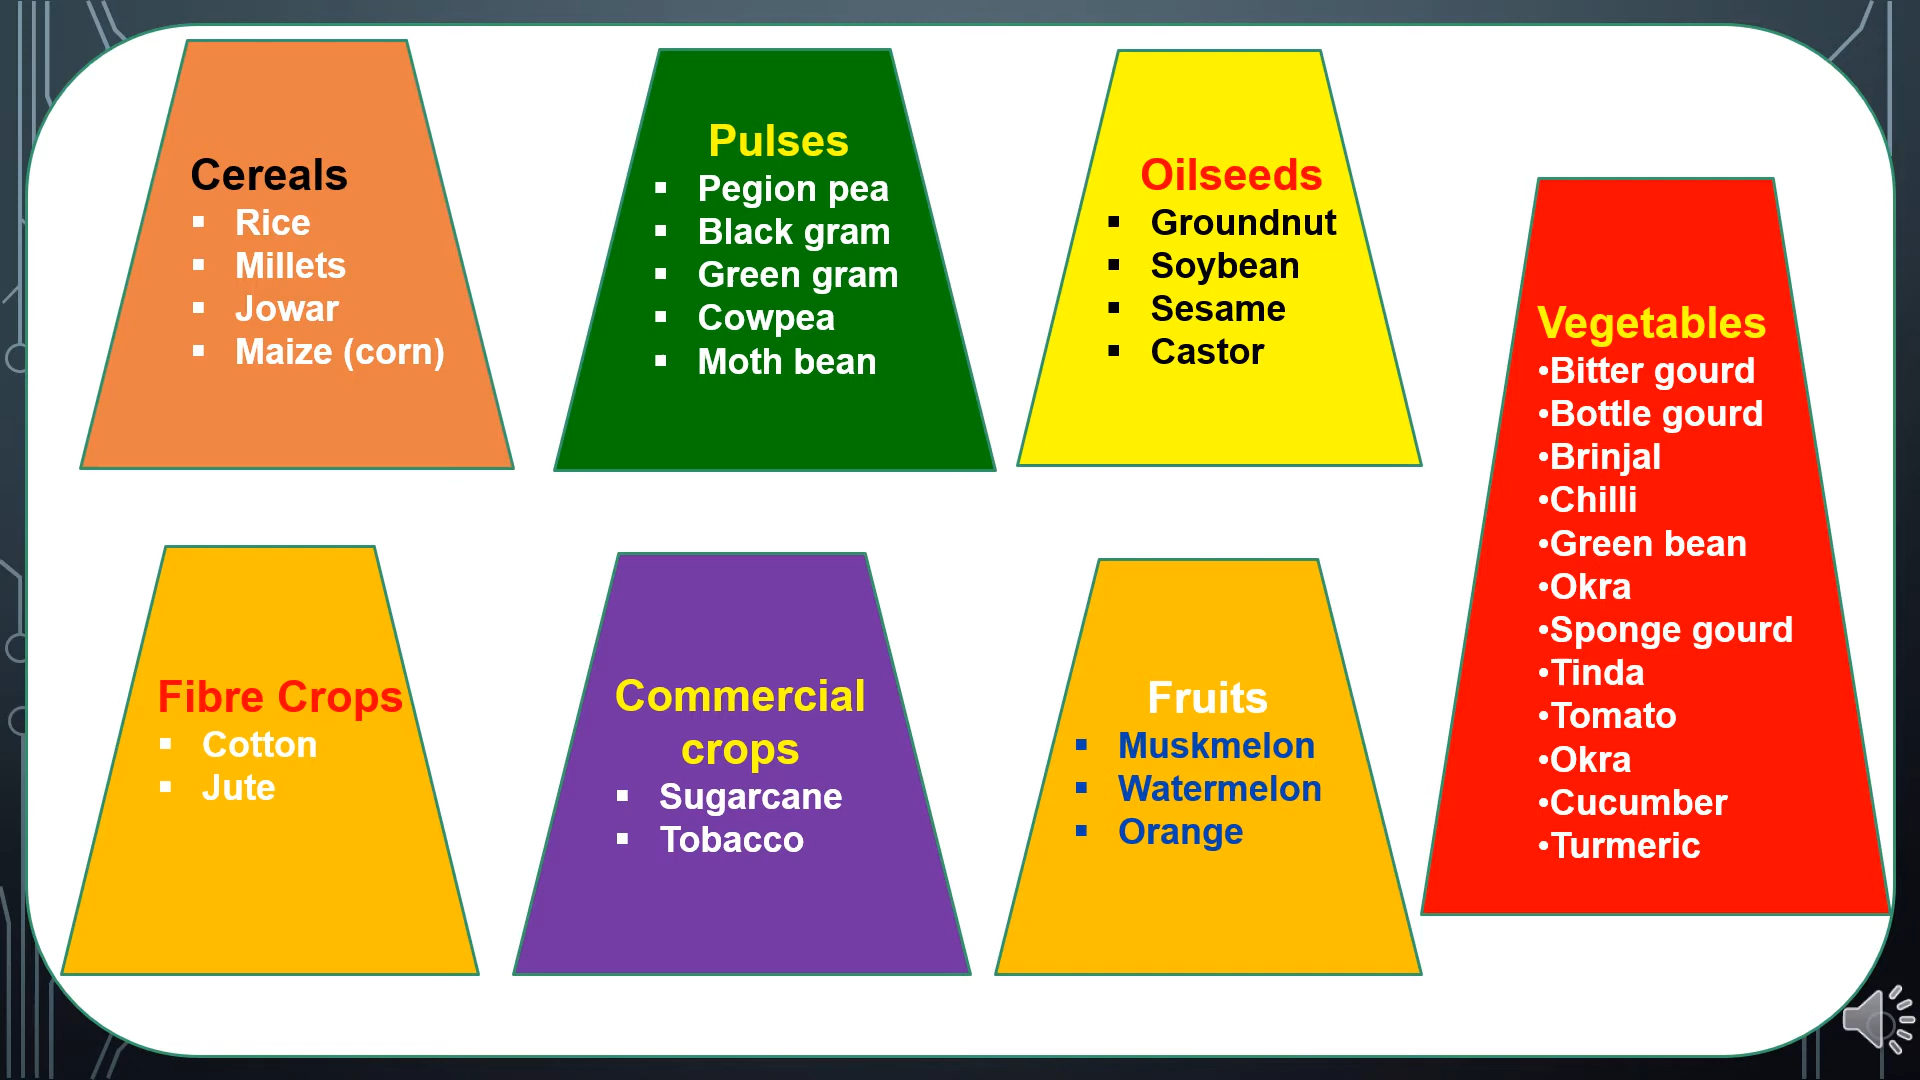 Cereals
▪ Rice
▪ Millets
▪ Jowar
▪ Maize (corn)
Pulses
▪ Pegion pea
▪ Black gram
▪ Green gram
▪ Cowpea
▪ Moth bean
Oilseeds
▪ Groundnut
▪ Soybean
▪ Sesame
▪ Castor
Vegetables
•Bitter gourd
•Bottle gourd
•Brinjal
•Chilli
•Green bean
•Okra
•Sponge gourd
•Tinda
•Tomato
•Okra
•Cucumber
•Turmeric
Fibre Crops
▪ Cotton
▪ Jute
Commercial
crops
▪ Sugarcane
▪ Tobacco
Fruits
▪ Muskmelon
▪ Watermelon
▪ Orange